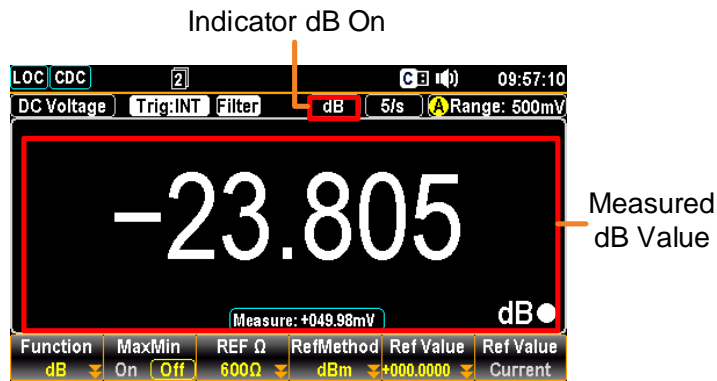 Indicator dB On
LOC CDC 2 C 09:57:10
DC Voltage Trig:INT Filter dB 5/s A Range: 500mV
−23.805
Measured
dB Value
Measure: +049.98mV
dB
Function MaxMin REF Ω RefMethod Ref Value Ref Value
dB On Off 600Ω dBm +000.0000 Current